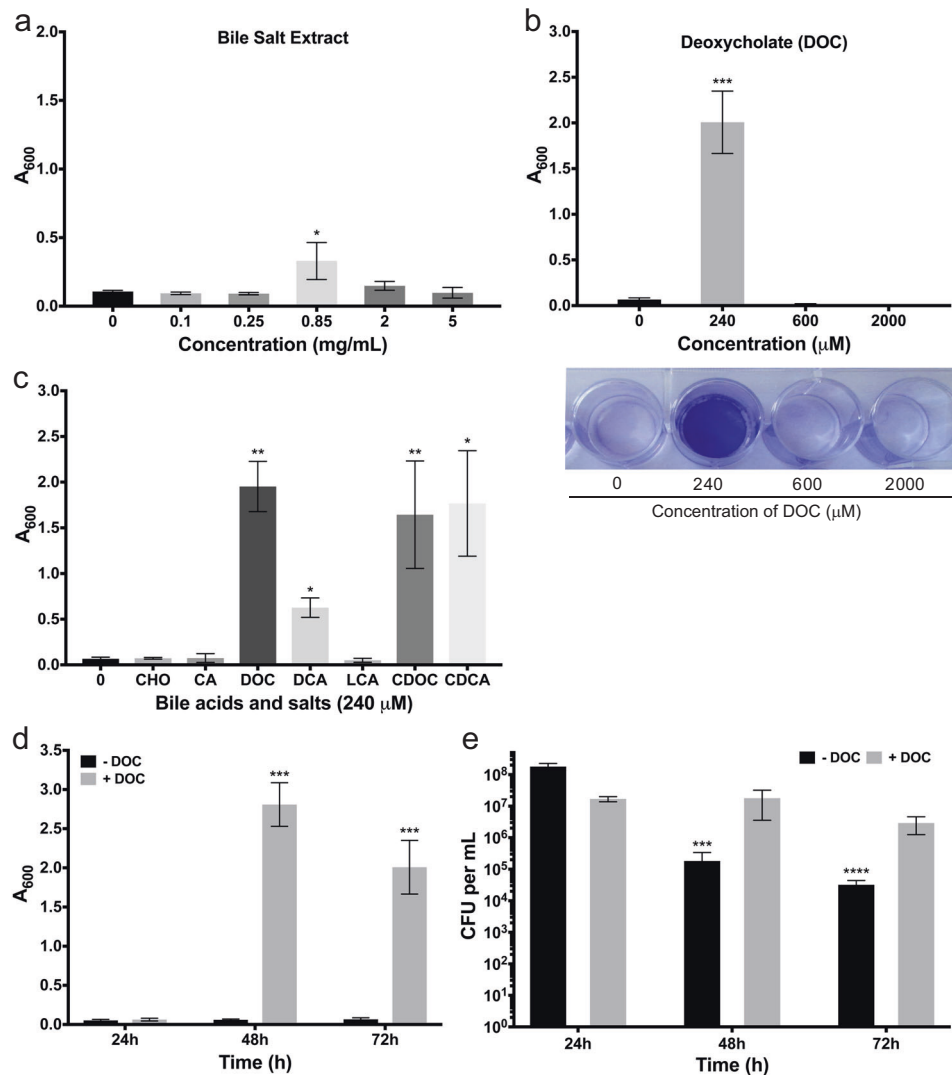 a
Bile Salt Extract
2.0
1.5
1.0
0.5
0.0
A600
0 0.1 0.25 0.85 2 5
*
Concentration (mg/mL)
b
Deoxycholate (DOC)
3.0
2.5
2.0
1.5
1.0
0.5
0.0
A600
***
0 240 600 2000
Concentration (μM)
0 240 600 2000
Concentration of DOC (μM)
c
3.0
2.5
2.0
1.5
1.0
0.5
0.0
A600
** * ** *
0 CHO CA DOC DCA LCA CDOC CDCA
Bile acids and salts (240 μM)
d
3.5
3.0
2.5
2.0
1.5
1.0
0.5
0.0
A600
- DOC
+ DOC
*** ***
24h 48h 72h
Time (h)
e
10⁸
10⁷
10⁶
10⁵
10⁴
10³
10²
10¹
10⁰
CFU per mL
- DOC + DOC
*** ****
24h 48h 72h
Time (h)